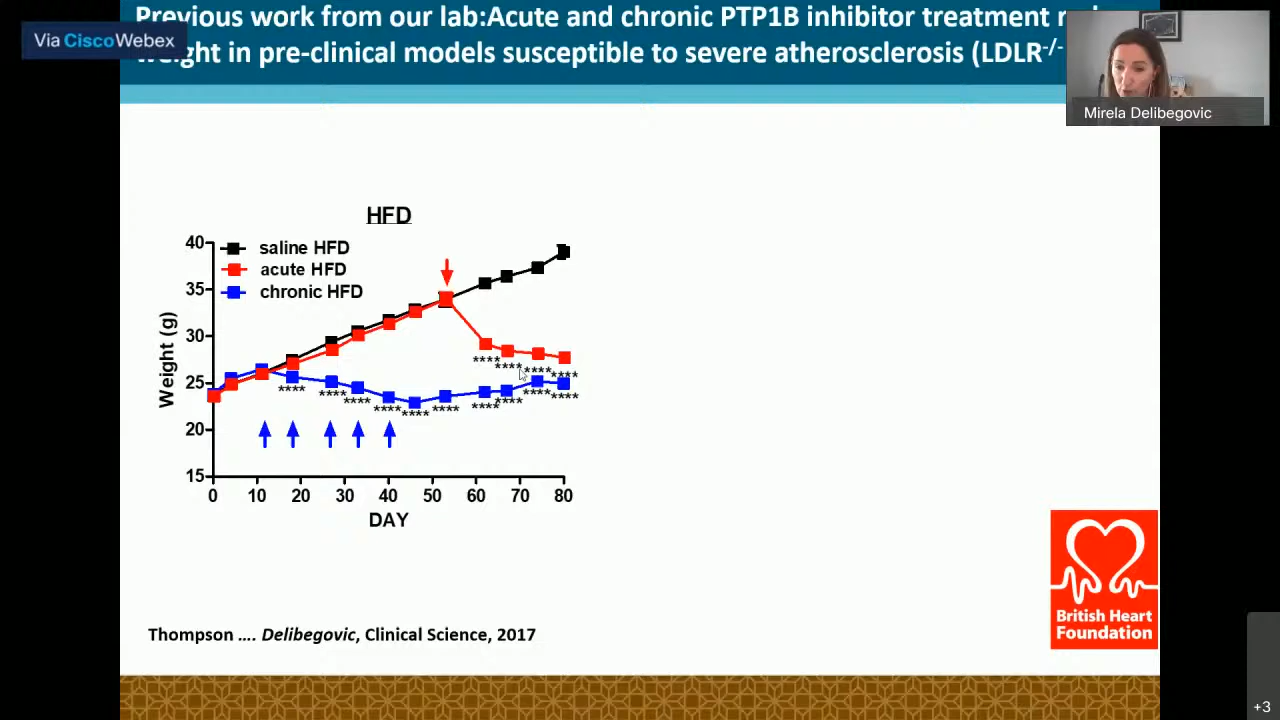 Previous work from our lab:Acute and chronic PTP1B inhibitor treatment
weight in pre-clinical models susceptible to severe atherosclerosis (LDLR-/-
Via CiscoWebex
Mirela Delibegovic
HFD
saline HFD
acute HFD
chronic HFD
Weight (g)
40
35
30
25
20
15
**** **** **** ****
**** **** **** **** **** **** **** **** **** ****
0 10 20 30 40 50 60 70 80
DAY
British Heart
Foundation
Thompson .... Delibegovic, Clinical Science, 2017
+3